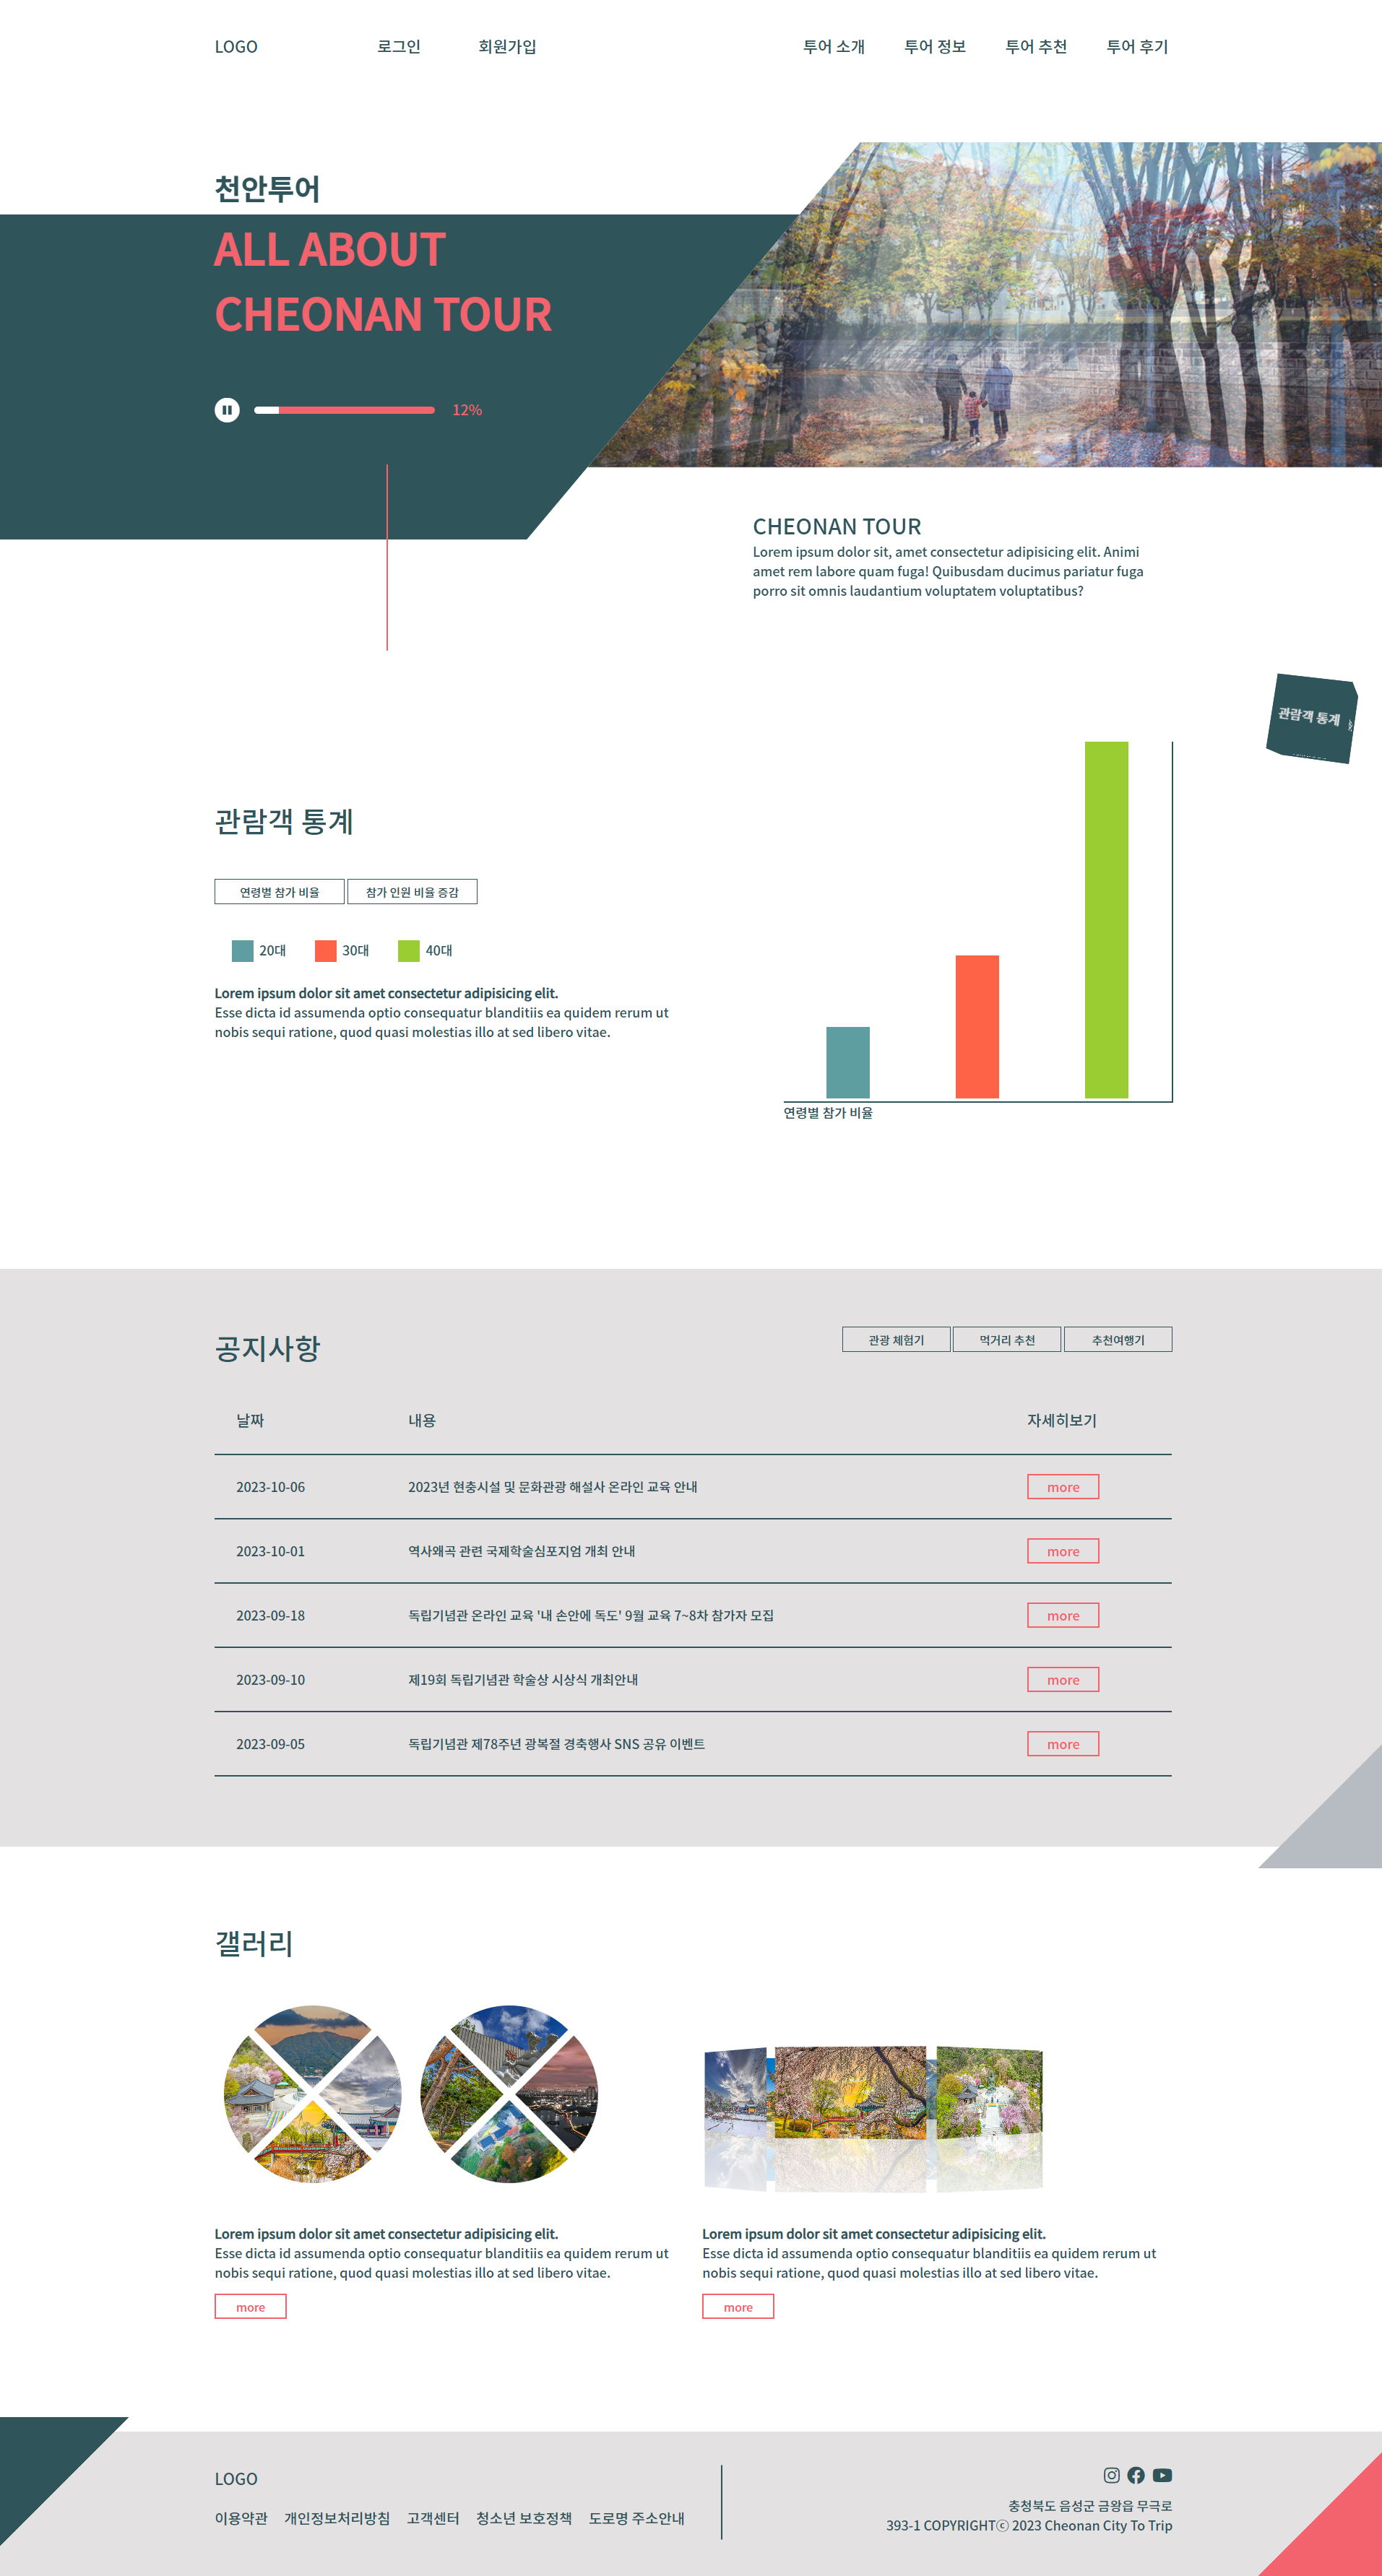 LOGO
로그인
회원가입
투어 소개
투어 정보
투어 추천
투어 후기
천안투어
ALL ABOUT
CHEONAN TOUR
12%
CHEONAN TOUR
Lorem ipsum dolor sit, amet consectetur adipisicing elit. Animi
amet rem labore quam fuga! Quibusdam ducimus pariatur fuga
porro sit omnis laudantium voluptatem voluptatibus?
관람객 통계
관람객 통계
연령별 참가 비율
참가 인원 비율 증감
20대
30대
40대
Lorem ipsum dolor sit amet consectetur adipisicing elit.
Esse dicta id assumenda optio consequatur blanditiis ea quidem rerum ut
nobis sequi ratione, quod quasi molestias illo at sed libero vitae.
연령별 참가 비율
공지사항
관광 체험기
먹거리 추천
추천여행기
날짜 내용 자세히보기
2023-10-06 2023년 현충시설 및 문화관광 해설사 온라인 교육 안내 more
2023-10-01 역사왜곡 관련 국제학술심포지엄 개최 안내 more
2023-09-18 독립기념관 온라인 교육 '내 손안에 독도' 9월 교육 7~8차 참가자 모집 more
2023-09-10 제19회 독립기념관 학술상 시상식 개최안내 more
2023-09-05 독립기념관 제78주년 광복절 경축행사 SNS 공유 이벤트 more
갤러리
Lorem ipsum dolor sit amet consectetur adipisicing elit.
Esse dicta id assumenda optio consequatur blanditiis ea quidem rerum ut
nobis sequi ratione, quod quasi molestias illo at sed libero vitae.
more
Lorem ipsum dolor sit amet consectetur adipisicing elit.
Esse dicta id assumenda optio consequatur blanditiis ea quidem rerum ut
nobis sequi ratione, quod quasi molestias illo at sed libero vitae.
more
LOGO
이용약관 개인정보처리방침 고객센터 청소년 보호정책 도로명 주소안내
충청북도 음성군 금왕읍 무극로
393-1 COPYRIGHTⓒ 2023 Cheonan City To Trip